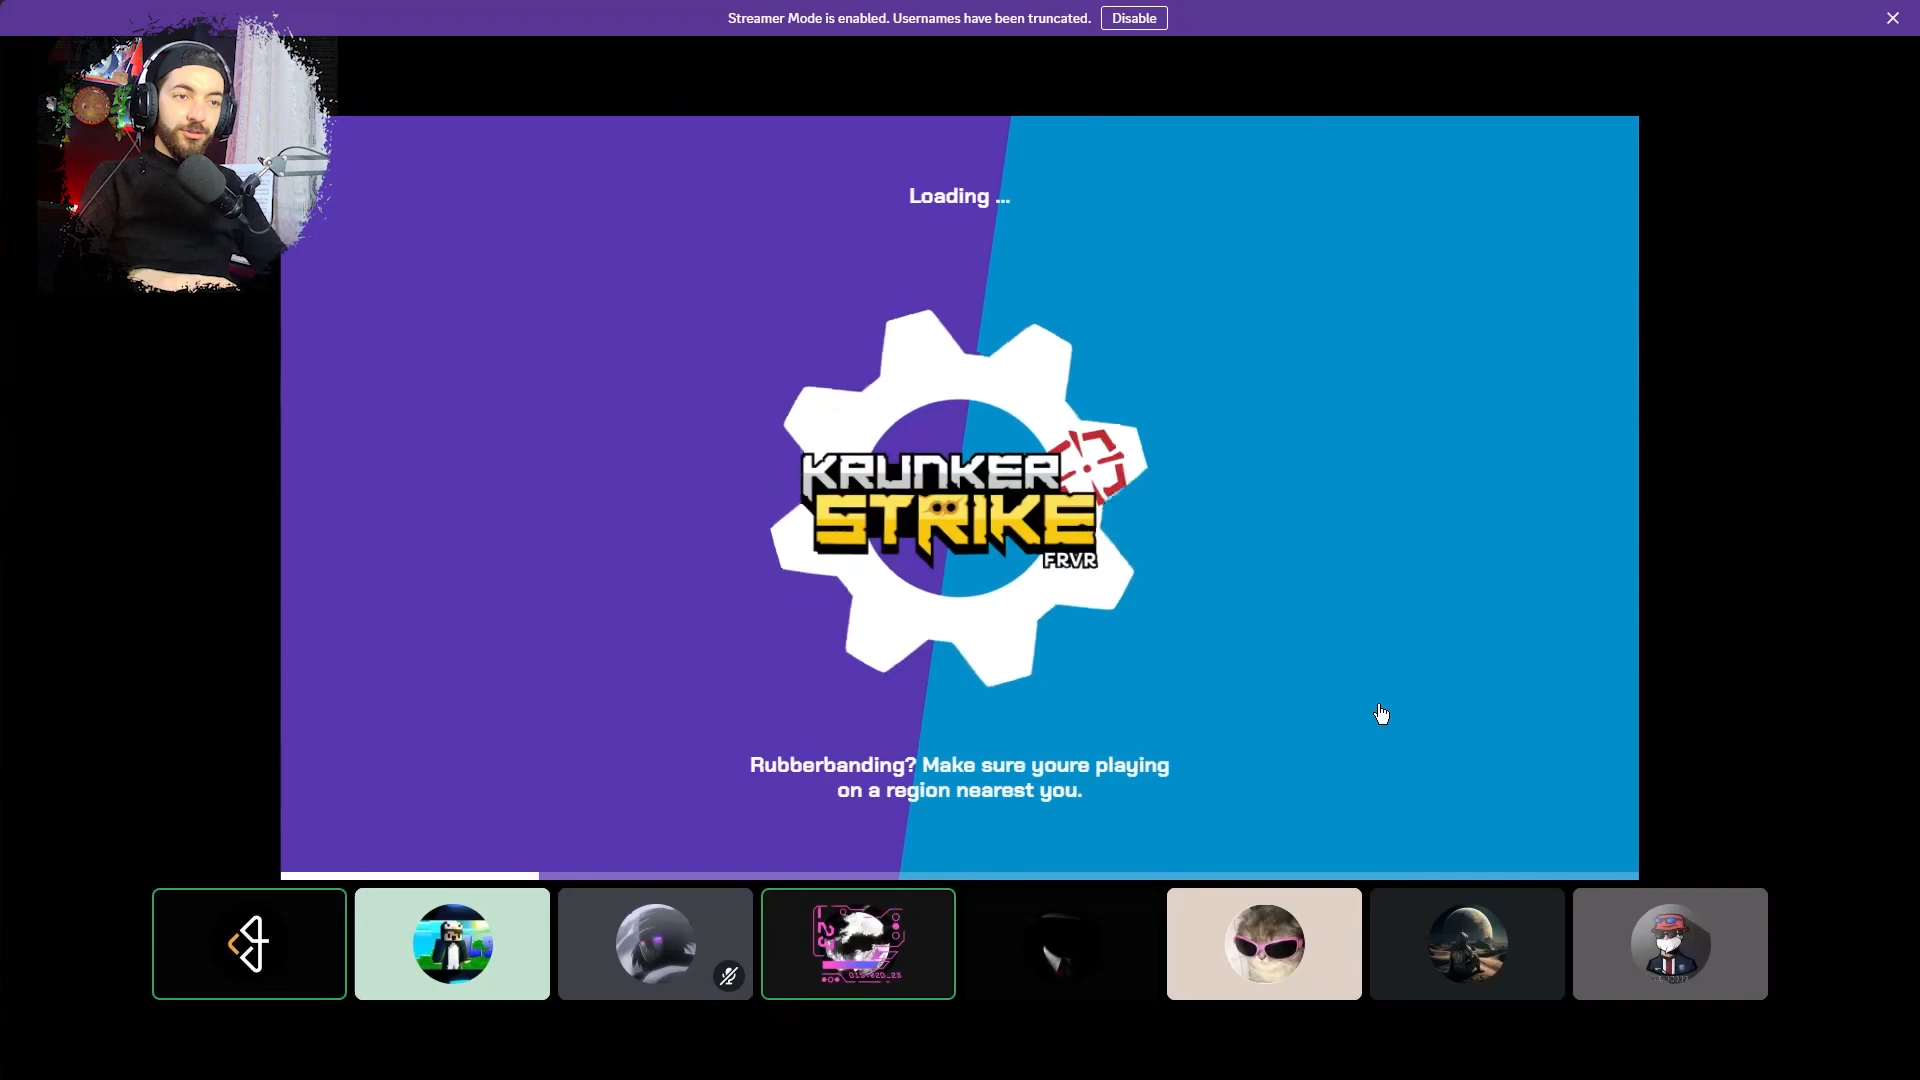 Streamer Mode is enabled. Usernames have been truncated. Disable
Loading ...
KRUNKER
STRIKE
FRVR
Rubberbanding? Make sure youre playing
on a region nearest you.